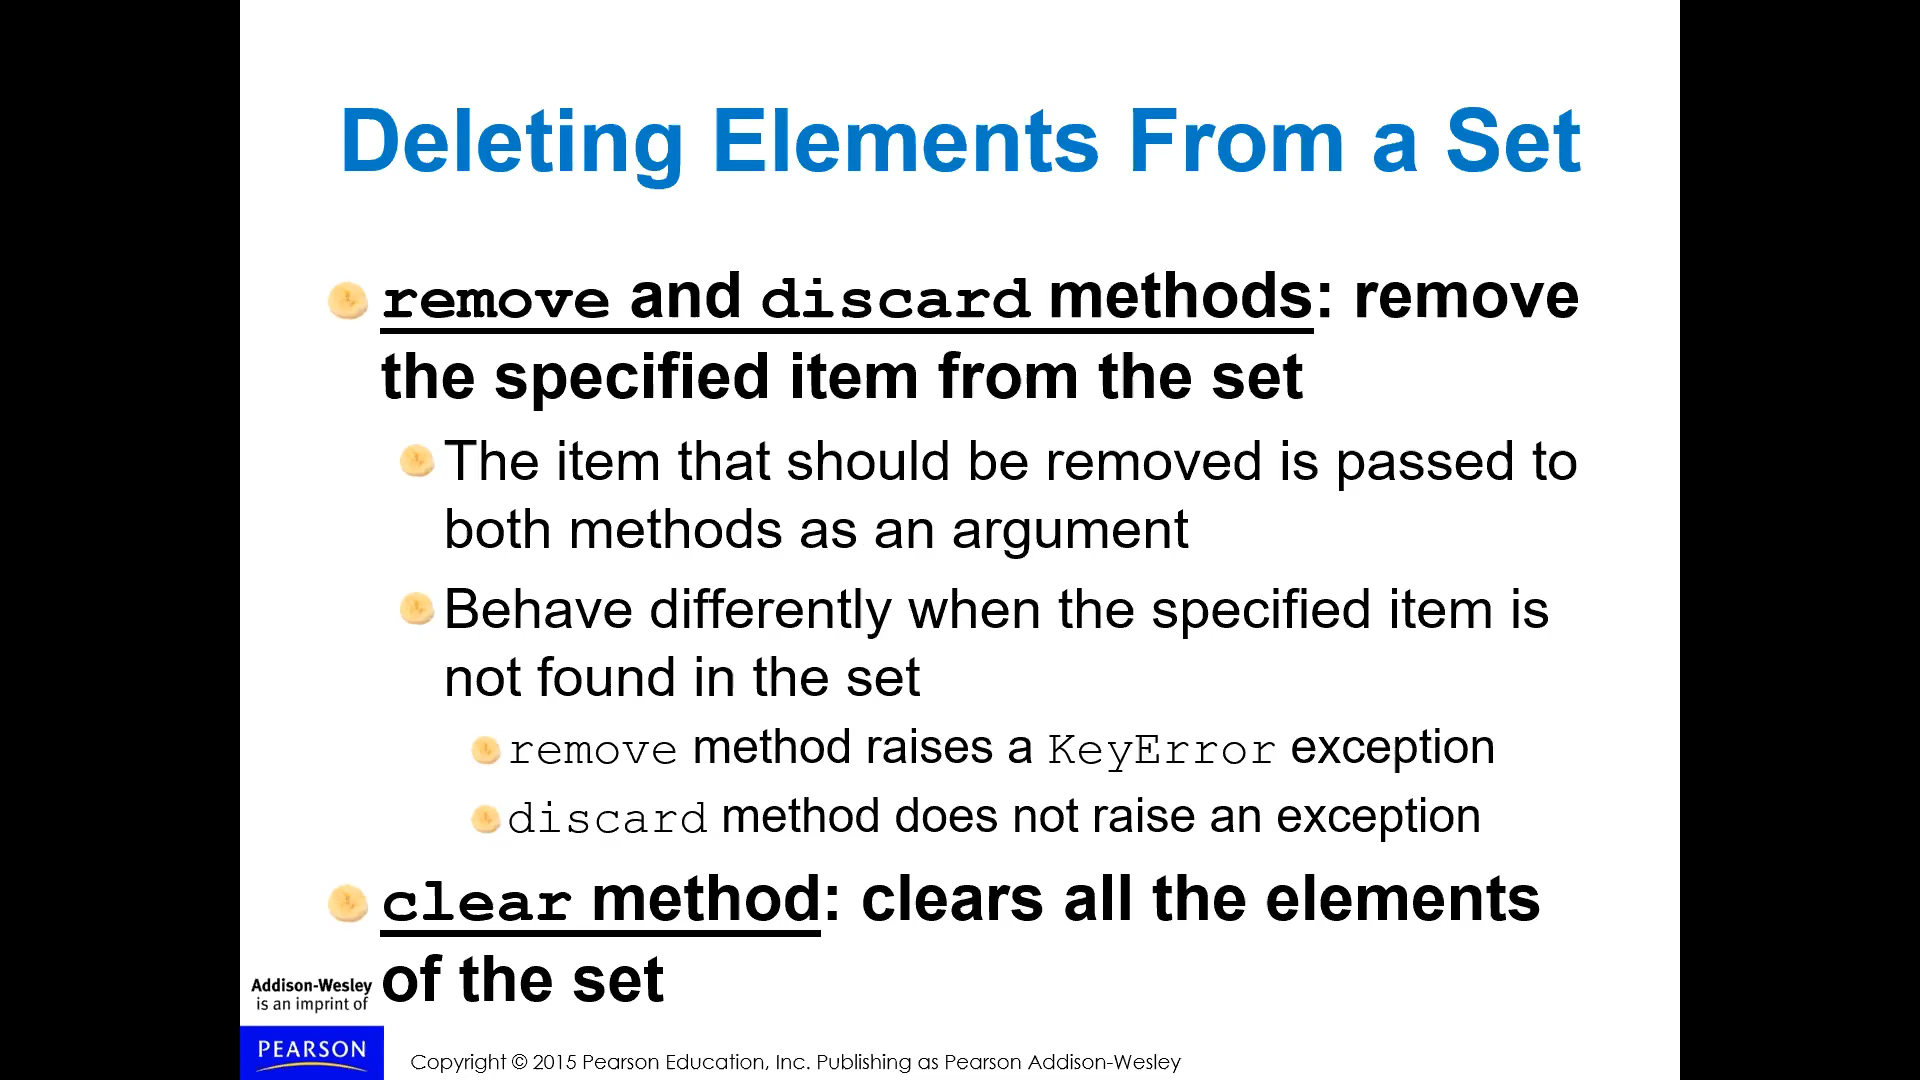 Deleting Elements From a Set
remove and discard methods: remove
the specified item from the set
The item that should be removed is passed to
both methods as an argument
Behave differently when the specified item is
not found in the set
remove method raises a KeyError exception
discard method does not raise an exception
clear method: clears all the elements
of the set
Addison-Wesley
is an imprint of
PEARSON
Copyright © 2015 Pearson Education, Inc. Publishing as Pearson Addison-Wesley